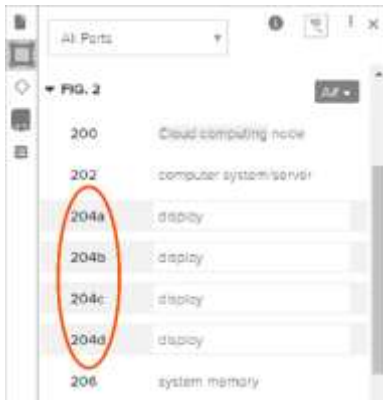 All Parts
FIG. 2
All
200 Cloud computing node
202 computer system/server
204a display
204b display
204c display
204d display
206 system memory